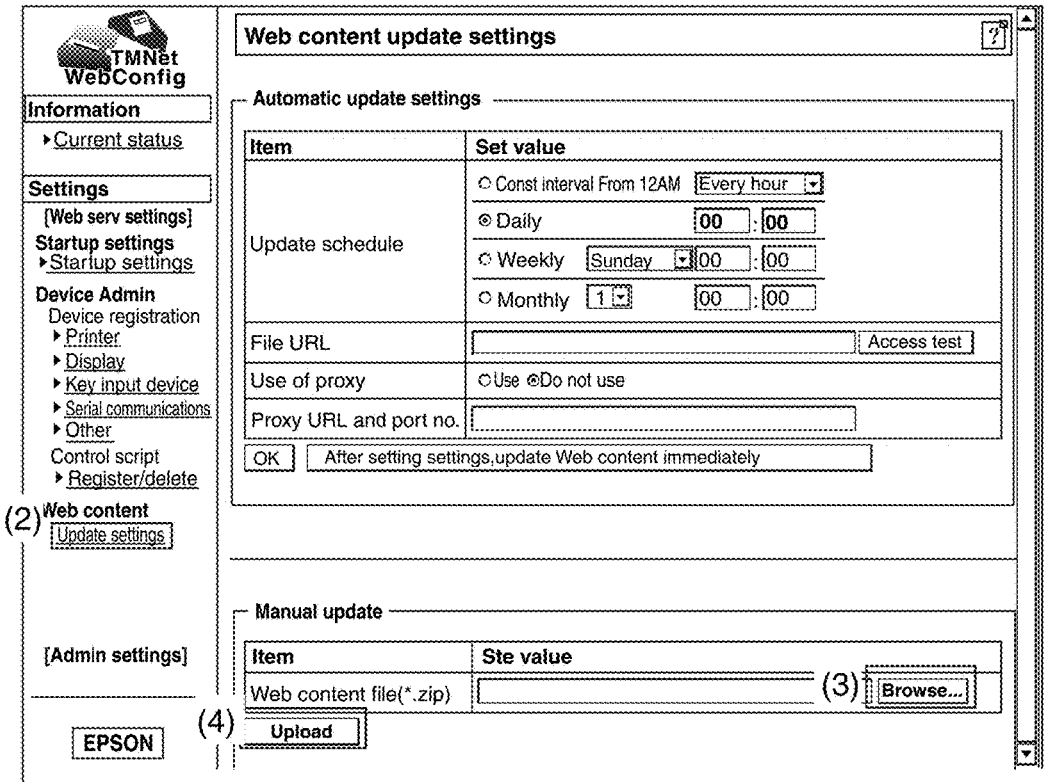 TMNet
WebConfig
Information
Current status
Settings
[Web serv settings]
Startup settings
Startup settings
Device Admin
Device registration
Printer
Display
Key input device
Serial communications
Other
Control script
Register/delete
(2)
Web content
Update settings
[Admin settings]
EPSON
Web content update settings
?
Automatic update settings
Item Set value
Update schedule
Const interval From 12AM Every hour
Daily 00 : 00
Weekly Sunday 00 : 00
Monthly 1 00 : 00
File URL Access test
Use of proxy Use Do not use
Proxy URL and port no.
OK After setting settings,update Web content immediately
Manual update
Item Ste value
Web content file(*.zip) (3) Browse...
(4) Upload